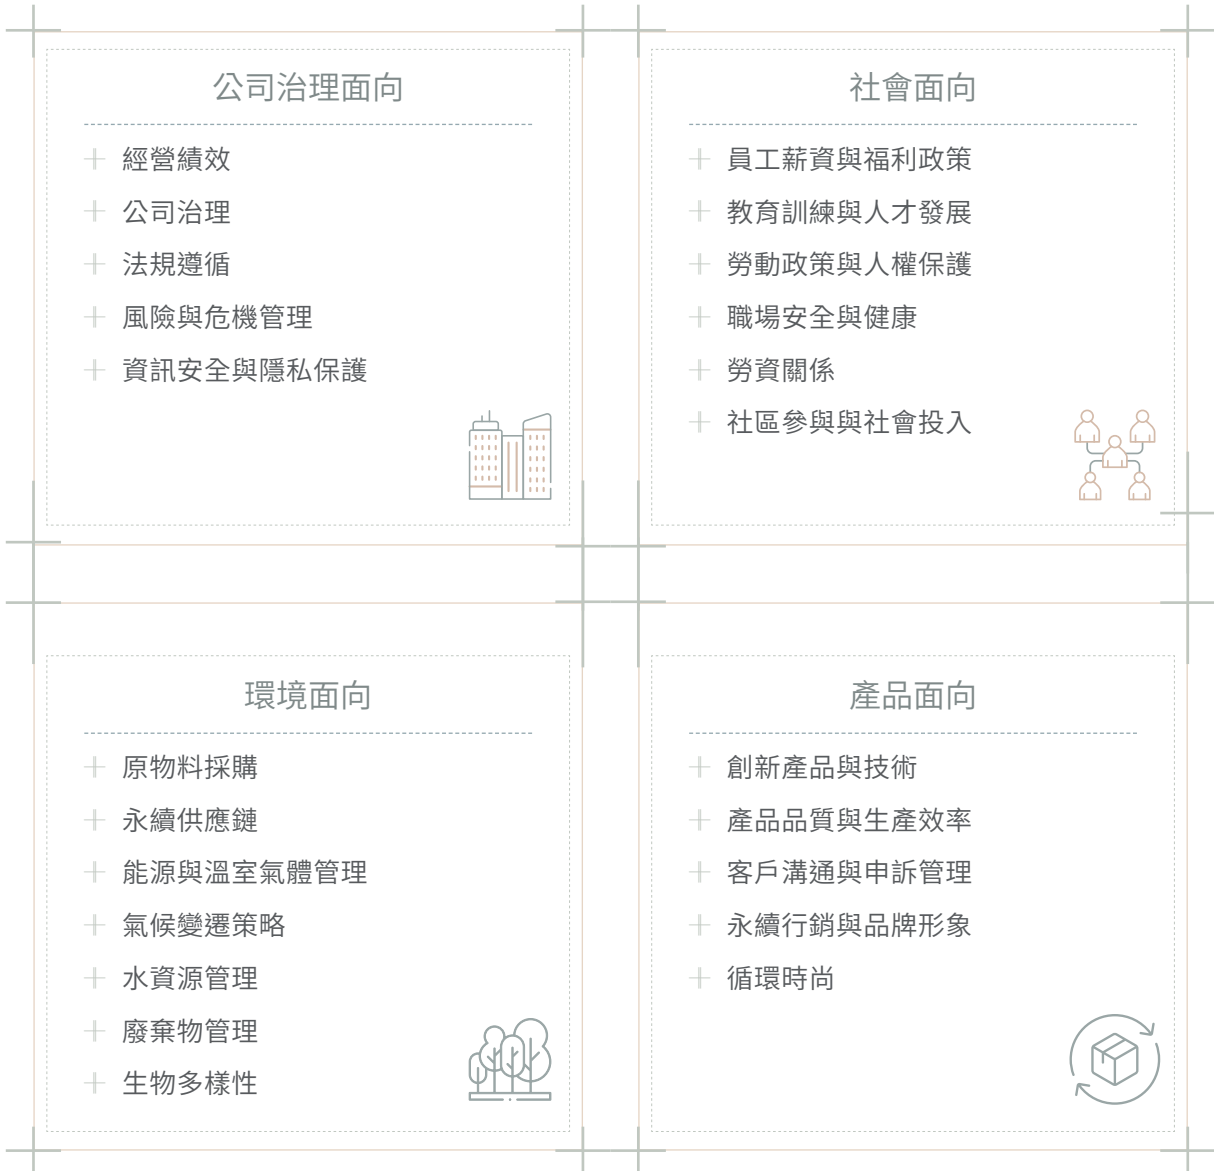 公司治理面向
經營績效
公司治理
法規遵循
風險與危機管理
資訊安全與隱私保護
社會面向
員工薪資與福利政策
教育訓練與人才發展
勞動政策與人權保護
職場安全與健康
勞資關係
社區參與與社會投入
環境面向
原物料採購
永續供應鏈
能源與溫室氣體管理
氣候變遷策略
水資源管理
廢棄物管理
生物多樣性
產品面向
創新產品與技術
產品品質與生產效率
客戶溝通與申訴管理
永續行銷與品牌形象
循環時尚